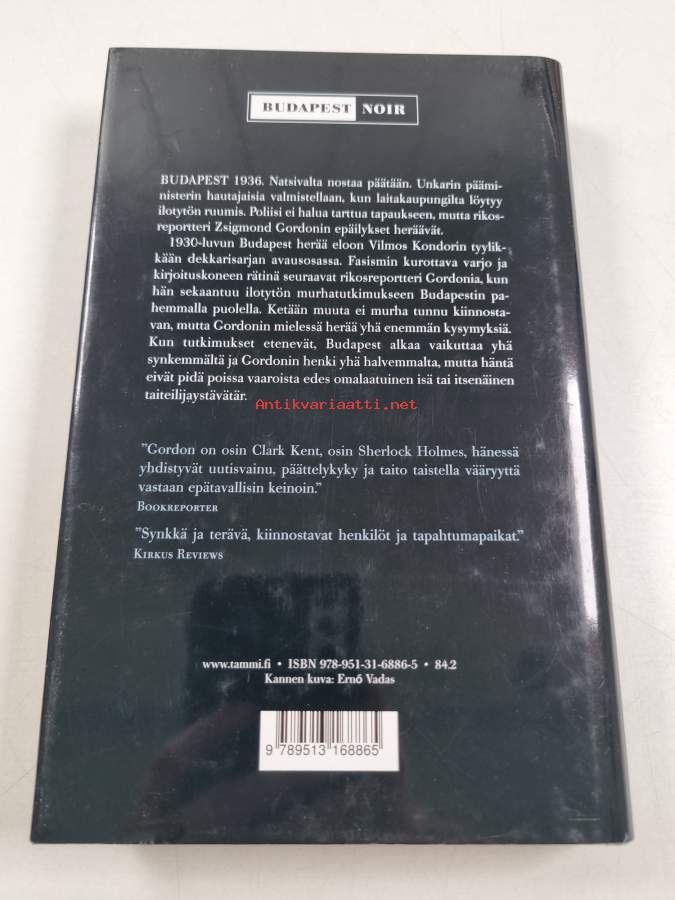 BUDAPEST NOIR
BUDAPEST 1936. Natsivalta nostaa päätään. Unkarin päämi-
nisterin hautajaisia valmistellaan, kun laitakaupungilta löytyy
ilotytön ruumis. Poliisi ei halua tarttua tapaukseen, mutta rikos-
reportteri Zsigmond Gordonin epäilykset heräävät.
1930-luvun Budapest herää eloon Vilmos Kondorin tyylik-
kään dekkarisarjan avausosassa. Fasismin kurottava varjo ja
kirjoituskoneen rätinä seuraavat rikosreportteri Gordonia, kun
hän sekaantuu ilotytön murhatutkimukseen Budapestin pa-
hemmalla puolella. Ketään muuta ei murha tunnu kiinnosta-
van, mutta Gordonin mielessä herää yhä enemmän kysymyksiä.
Kun tutkimukset etenevät, Budapest alkaa vaikuttaa yhä
synkemmältä ja Gordonin henki yhä halvemmalta, mutta häntä
eivät pidä poissa vaaroista edes omalaatuinen isä tai itsenäinen
taiteilijaystävätär.
Antikvariaatti.net
"Gordon on osin Clark Kent, osin Sherlock Holmes, hänessä
yhdistyvät uutisvainu, päättelykyky ja taito taistella vääryyttä
vastaan epätavallisin keinoin."
BOOKREPORTER
"Synkkä ja terävä, kiinnostavat henkilöt ja tapahtumapaikat."
KIRKUS REVIEWS
www.tammi.fi • ISBN 978-951-31-6886-5 • 84.2
Kannen kuva: Ernő Vadas
9 789513 168865